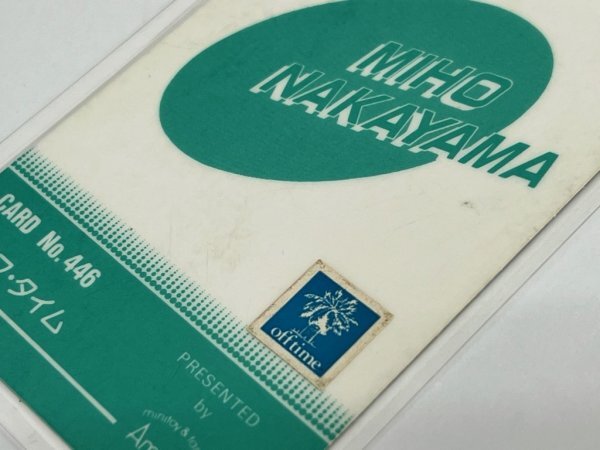 MIHO
NAKAYAMA
CARD No. 446
フ・タイム
offtime
PRESENTED
by